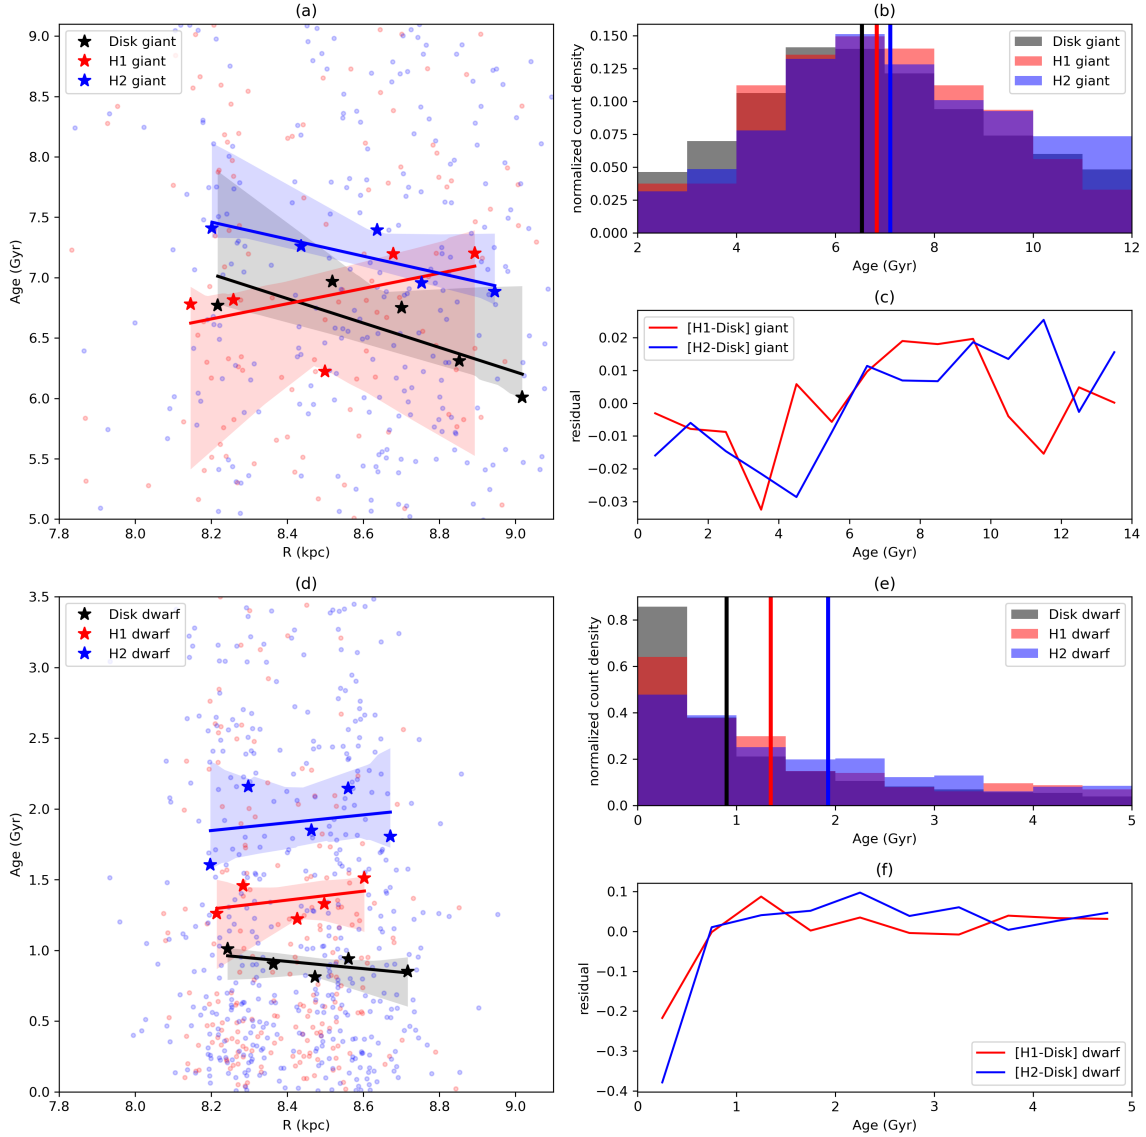 (a)
Age (Gyr)
9.0
8.5
8.0
7.5
7.0
6.5
6.0
5.5
5.0
Disk giant
H1 giant
H2 giant
7.8 8.0 8.2 8.4 8.6 8.8 9.0
R (kpc)
(b)
normalized count density
0.150
0.125
0.100
0.075
0.050
0.025
0.000
Disk giant
H1 giant
H2 giant
2 4 6 8 10 12
Age (Gyr)
(c)
residual
0.02
0.01
0.00
−0.01
−0.02
−0.03
[H1-Disk] giant
[H2-Disk] giant
0 2 4 6 8 10 12 14
Age (Gyr)
(d)
Age (Gyr)
3.5
3.0
2.5
2.0
1.5
1.0
0.5
0.0
Disk dwarf
H1 dwarf
H2 dwarf
7.8 8.0 8.2 8.4 8.6 8.8 9.0
R (kpc)
(e)
normalized count density
0.8
0.6
0.4
0.2
0.0
Disk dwarf
H1 dwarf
H2 dwarf
0 1 2 3 4 5
Age (Gyr)
(f)
residual
0.1
0.0
−0.1
−0.2
−0.3
−0.4
[H1-Disk] dwarf
[H2-Disk] dwarf
0 1 2 3 4 5
Age (Gyr)